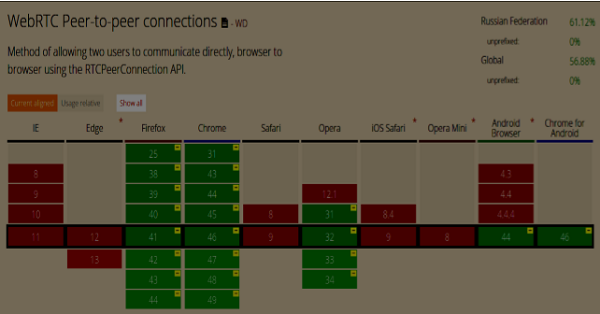 WebRTC Peer-to-peer connections - WD
Method of allowing two users to communicate directly, browser to
browser using the RTCPeerConnection API.
Russian Federation 61.12%
unprefixed: 0%
Global 56.88%
unprefixed: 0%
Current aligned Usage relative Show all
IE Edge * Firefox Chrome Safari Opera iOS Safari * Opera Mini * Android Browser * Chrome for Android
25 31
8 38 43 4.3
9 39 44 12.1 4.4
10 40 45 8 31 8.4 4.4.4
11 12 41 46 9 32 9 8 44 46
13 42 47 33
43 48 34
44 49